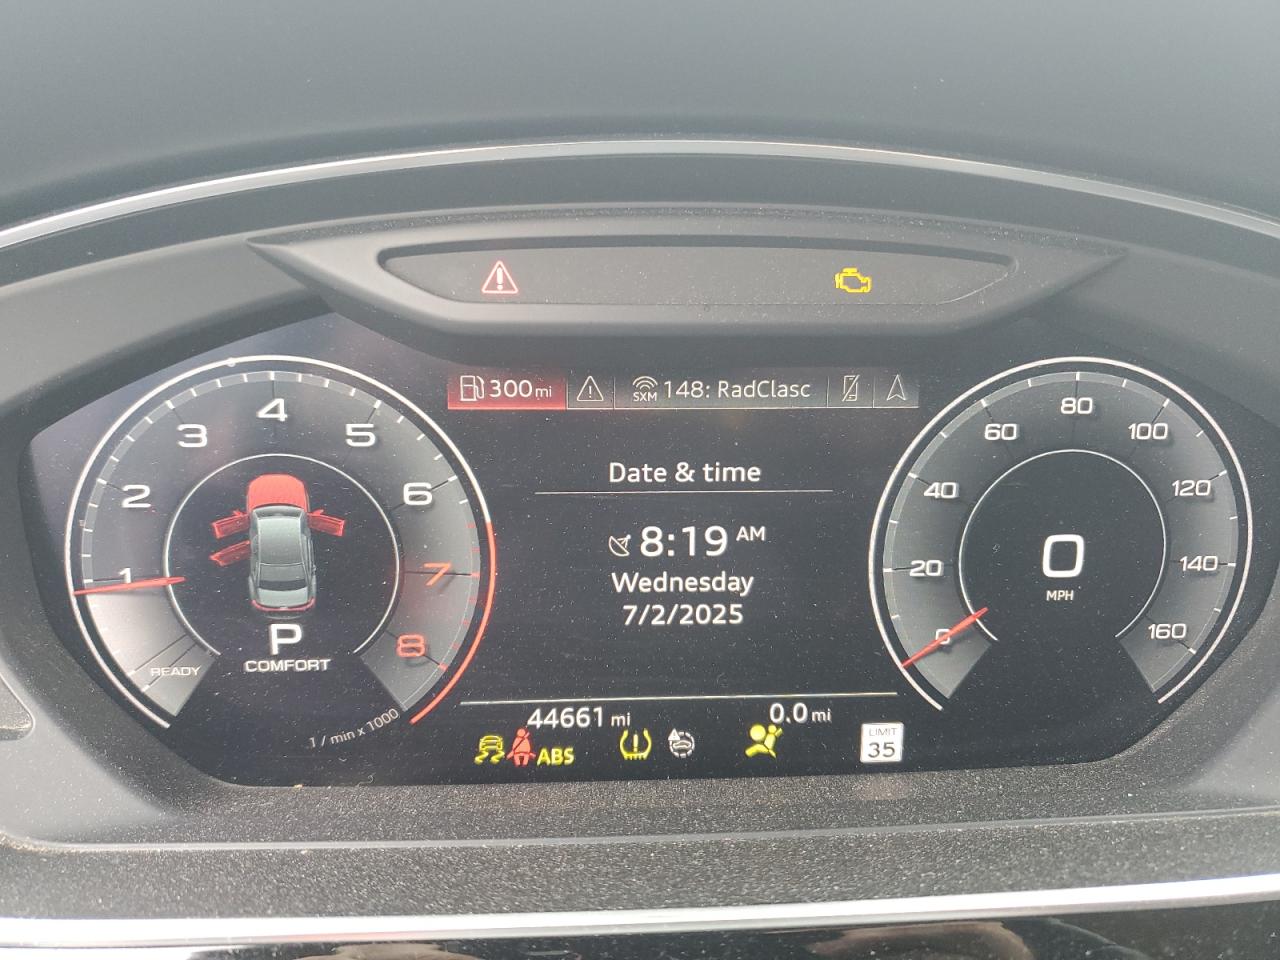 300 mi
SXM 148: RadClasc
Date & time
8:19 AM
Wednesday
7/2/2025
1
2
3
4
5
6
7
8
READY
P
COMFORT
1 / min x 1000
0
20
40
60
80
100
120
140
160
0
MPH
44661 mi
0.0 mi
ABS
LIMIT
35